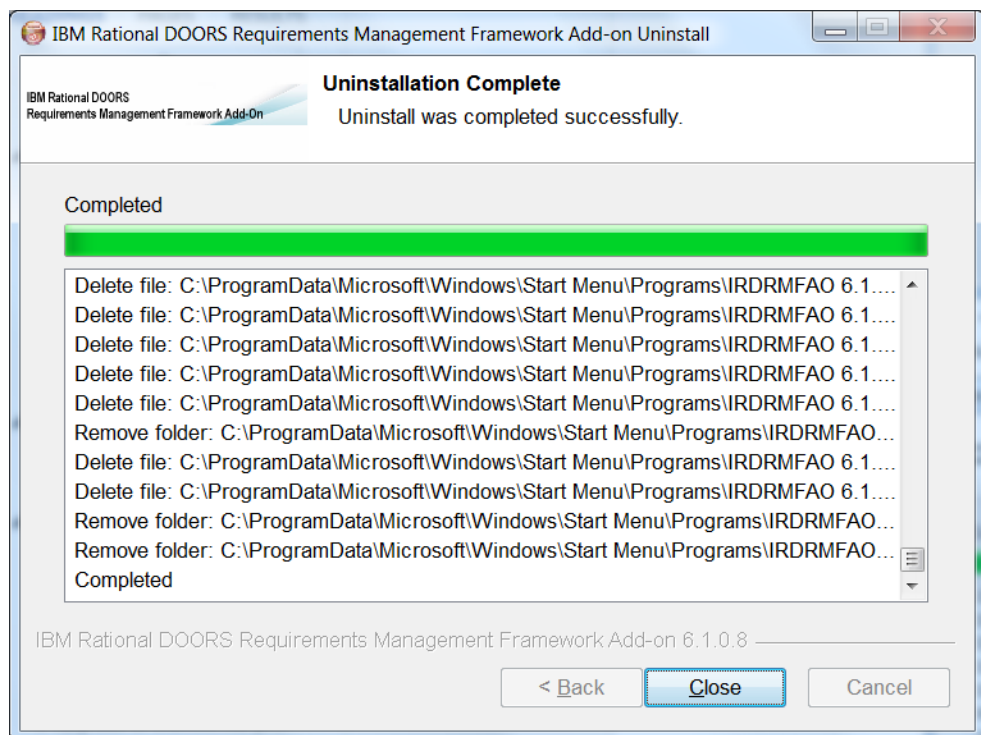 IBM Rational DOORS Requirements Management Framework Add-on Uninstall
IBM Rational DOORS
Requirements Management Framework Add-On
Uninstallation Complete
Uninstall was completed successfully.
Completed
Delete file: C:\ProgramData\Microsoft\Windows\Start Menu\Programs\IRDRMFAO 6.1....
Delete file: C:\ProgramData\Microsoft\Windows\Start Menu\Programs\IRDRMFAO 6.1....
Delete file: C:\ProgramData\Microsoft\Windows\Start Menu\Programs\IRDRMFAO 6.1....
Delete file: C:\ProgramData\Microsoft\Windows\Start Menu\Programs\IRDRMFAO 6.1....
Delete file: C:\ProgramData\Microsoft\Windows\Start Menu\Programs\IRDRMFAO 6.1....
Remove folder: C:\ProgramData\Microsoft\Windows\Start Menu\Programs\IRDRMFAO...
Delete file: C:\ProgramData\Microsoft\Windows\Start Menu\Programs\IRDRMFAO 6.1....
Delete file: C:\ProgramData\Microsoft\Windows\Start Menu\Programs\IRDRMFAO 6.1....
Remove folder: C:\ProgramData\Microsoft\Windows\Start Menu\Programs\IRDRMFAO...
Remove folder: C:\ProgramData\Microsoft\Windows\Start Menu\Programs\IRDRMFAO...
Completed
IBM Rational DOORS Requirements Management Framework Add-on 6.1.0.8
< Back Close Cancel